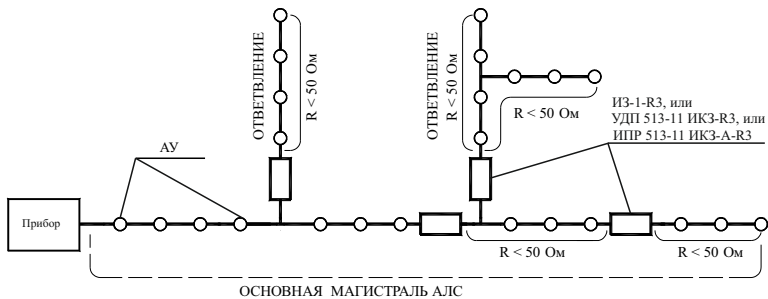 ОТВЕТВЛЕНИЕ
R < 50 Ом
ОТВЕТВЛЕНИЕ
R < 50 Ом
R < 50 Ом
ИЗ-1-R3, или
УДП 513-11 ИКЗ-R3, или
ИПР 513-11 ИКЗ-А-R3
АУ
Прибор
R < 50 Ом
R < 50 Ом
ОСНОВНАЯ МАГИСТРАЛЬ АЛС